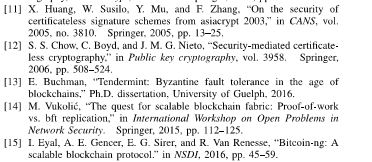 [11] X. Huang, W. Susilo, Y. Mu, and F. Zhang, “On the security of
certificateless signature schemes from asiacrypt 2003,” in CANS, vol.
2005, no. 3810. Springer, 2005, pp. 13–25.
[12] S. S. Chow, C. Boyd, and J. M. G. Nieto, “Security-mediated certificate-
less cryptography,” in Public key cryptography, vol. 3958. Springer,
2006, pp. 508–524.
[13] E. Buchman, “Tendermint: Byzantine fault tolerance in the age of
blockchains,” Ph.D. dissertation, University of Guelph, 2016.
[14] M. Vukolić, “The quest for scalable blockchain fabric: Proof-of-work
vs. bft replication,” in International Workshop on Open Problems in
Network Security. Springer, 2015, pp. 112–125.
[15] I. Eyal, A. E. Gencer, E. G. Sirer, and R. Van Renesse, “Bitcoin-ng: A
scalable blockchain protocol.” in NSDI, 2016, pp. 45–59.